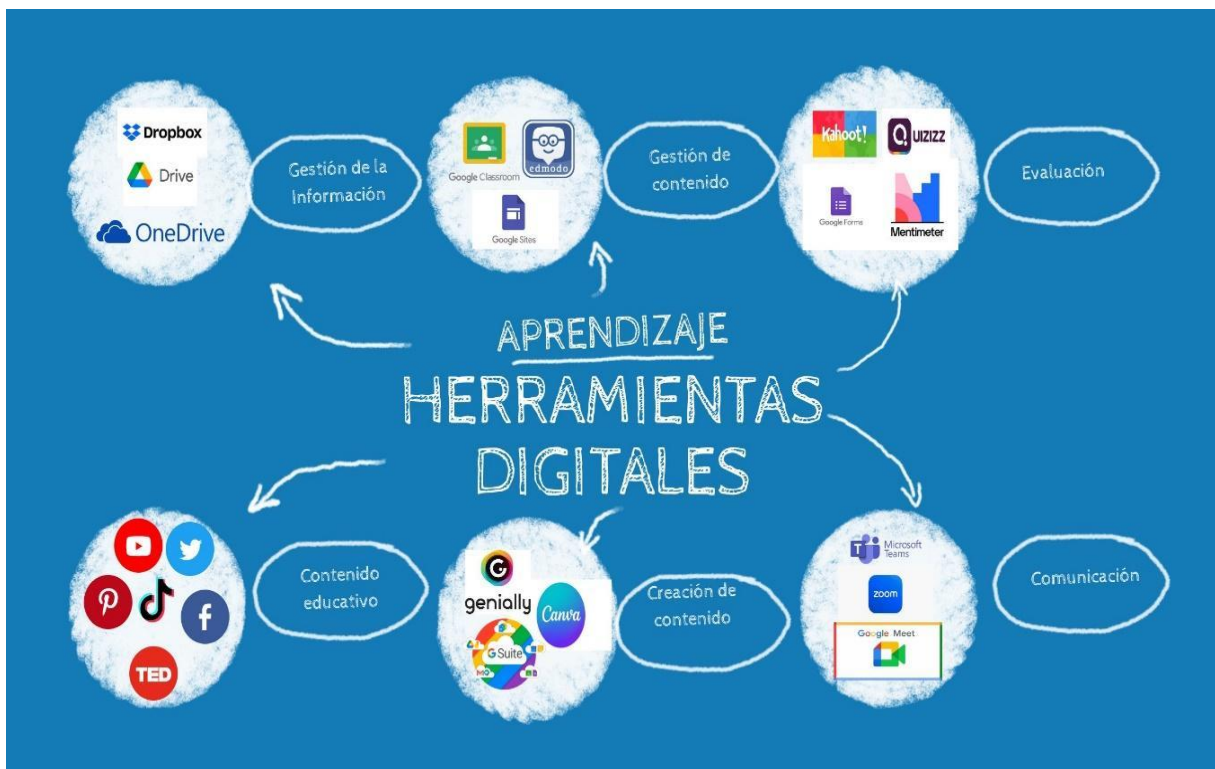 Dropbox
Drive
OneDrive
Gestión de la
Información
Google Classroom
edmodo
Google Sites
Gestión de
contenido
Kahoot!
QUIZIZZ
Google Forms
Mentimeter
Evaluación
APRENDIZAJE
HERRAMIENTAS
DIGITALES
TED
Contenido
educativo
G
genially
Canva
G Suite
Creación de
contenido
Microsoft
Teams
zoom
Google Meet
Comunicación